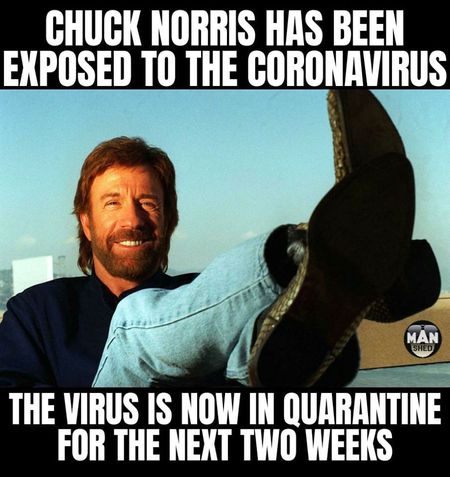 CHUCK NORRIS HAS BEEN
EXPOSED TO THE CORONAVIRUS
MAN
SHED
THE VIRUS IS NOW IN QUARANTINE
FOR THE NEXT TWO WEEKS